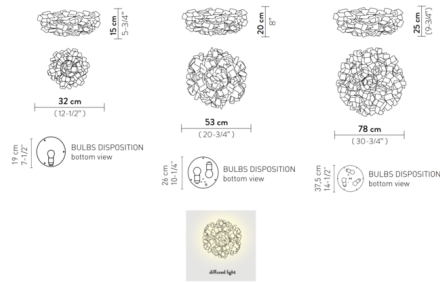 15 cm
5-3/4"
32 cm
(12-1/2")
19 cm
7-1/2"
BULBS DISPOSITION
bottom view
20 cm
8"
53 cm
(20-3/4")
26 cm
10-1/4"
BULBS DISPOSITION
bottom view
25 cm
(9-3/4")
78 cm
(30-3/4")
37,5 cm
14-1/2"
BULBS DISPOSITION
bottom view
diffused light